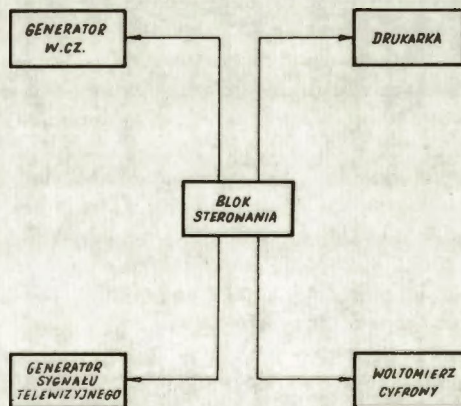 GENERATOR
W.CZ.
DRUKARKA
BLOK
STEROWANIA
GENERATOR
SYGNAŁU
TELEWIZYJNEGO
WOLTOMIERZ
CYFROWY